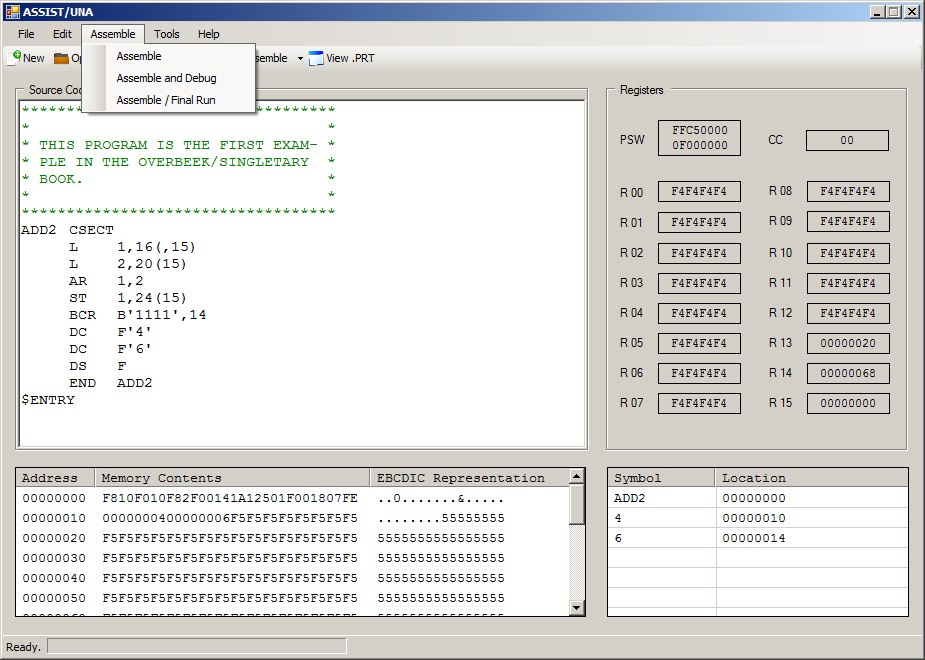 ASSIST/UNA
File Edit Assemble Tools Help
New Op semble View .PRT
Assemble
Assemble and Debug
Assemble / Final Run
Source Cod
*********************************
* *
* THIS PROGRAM IS THE FIRST EXAM- *
* PLE IN THE OVERBEEK/SINGLETARY *
* BOOK. *
* *
*********************************
ADD2 CSECT
L 1,16(,15)
L 2,20(15)
AR 1,2
ST 1,24(15)
BCR B'1111',14
DC F'4'
DC F'6'
DS F
END ADD2
$ENTRY
Registers
PSW FFC50000 0F000000 CC 00
R 00 F4F4F4F4 R 08 F4F4F4F4
R 01 F4F4F4F4 R 09 F4F4F4F4
R 02 F4F4F4F4 R 10 F4F4F4F4
R 03 F4F4F4F4 R 11 F4F4F4F4
R 04 F4F4F4F4 R 12 F4F4F4F4
R 05 F4F4F4F4 R 13 00000020
R 06 F4F4F4F4 R 14 00000068
R 07 F4F4F4F4 R 15 00000000
Address Memory Contents EBCDIC Representation
00000000 F810F010F82F00141A12501F001807FE ..0.......&.....
00000010 0000000400000006F5F5F5F5F5F5F5F5 ........55555555
00000020 F5F5F5F5F5F5F5F5F5F5F5F5F5F5F5F5 5555555555555555
00000030 F5F5F5F5F5F5F5F5F5F5F5F5F5F5F5F5 5555555555555555
00000040 F5F5F5F5F5F5F5F5F5F5F5F5F5F5F5F5 5555555555555555
00000050 F5F5F5F5F5F5F5F5F5F5F5F5F5F5F5F5 5555555555555555
Symbol Location
ADD2 00000000
4 00000010
6 00000014
Ready.